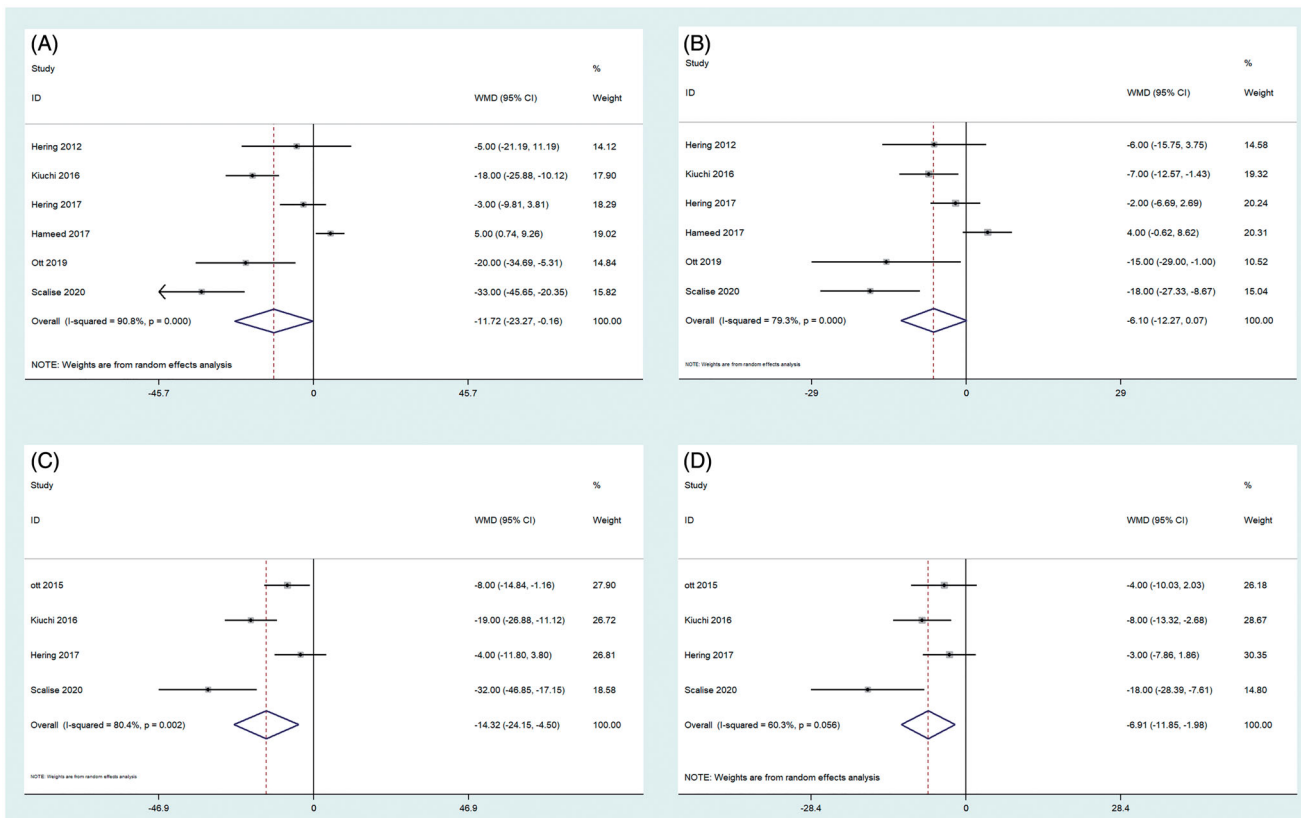 (A)
Study %
ID WMD (95% CI) Weight
Hering 2012 -5.00 (-21.19, 11.19) 14.12
Kiuchi 2016 -18.00 (-25.88, -10.12) 17.90
Hering 2017 -3.00 (-9.81, 3.81) 18.29
Hameed 2017 5.00 (0.74, 9.26) 19.02
Ott 2019 -20.00 (-34.69, -5.31) 14.84
Scalise 2020 -33.00 (-45.65, -20.35) 15.82
Overall (I-squared = 90.8%, p = 0.000) -11.72 (-23.27, -0.16) 100.00
NOTE: Weights are from random effects analysis
-45.7 0 45.7
(B)
Study %
ID WMD (95% CI) Weight
Hering 2012 -6.00 (-15.75, 3.75) 14.58
Kiuchi 2016 -7.00 (-12.57, -1.43) 19.32
Hering 2017 -2.00 (-6.69, 2.69) 20.24
Hameed 2017 4.00 (-0.62, 8.62) 20.31
Ott 2019 -15.00 (-29.00, -1.00) 10.52
Scalise 2020 -18.00 (-27.33, -8.67) 15.04
Overall (I-squared = 79.3%, p = 0.000) -6.10 (-12.27, 0.07) 100.00
NOTE: Weights are from random effects analysis
-29 0 29
(C)
Study %
ID WMD (95% CI) Weight
ott 2015 -8.00 (-14.84, -1.16) 27.90
Kiuchi 2016 -19.00 (-26.88, -11.12) 26.72
Hering 2017 -4.00 (-11.80, 3.80) 26.81
Scalise 2020 -32.00 (-46.85, -17.15) 18.58
Overall (I-squared = 80.4%, p = 0.002) -14.32 (-24.15, -4.50) 100.00
NOTE: Weights are from random effects analysis
-46.9 0 46.9
(D)
Study %
ID WMD (95% CI) Weight
ott 2015 -4.00 (-10.03, 2.03) 26.18
Kiuchi 2016 -8.00 (-13.32, -2.68) 28.67
Hering 2017 -3.00 (-7.86, 1.86) 30.35
Scalise 2020 -18.00 (-28.39, -7.61) 14.80
Overall (I-squared = 60.3%, p = 0.056) -6.91 (-11.85, -1.98) 100.00
NOTE: Weights are from random effects analysis
-28.4 0 28.4